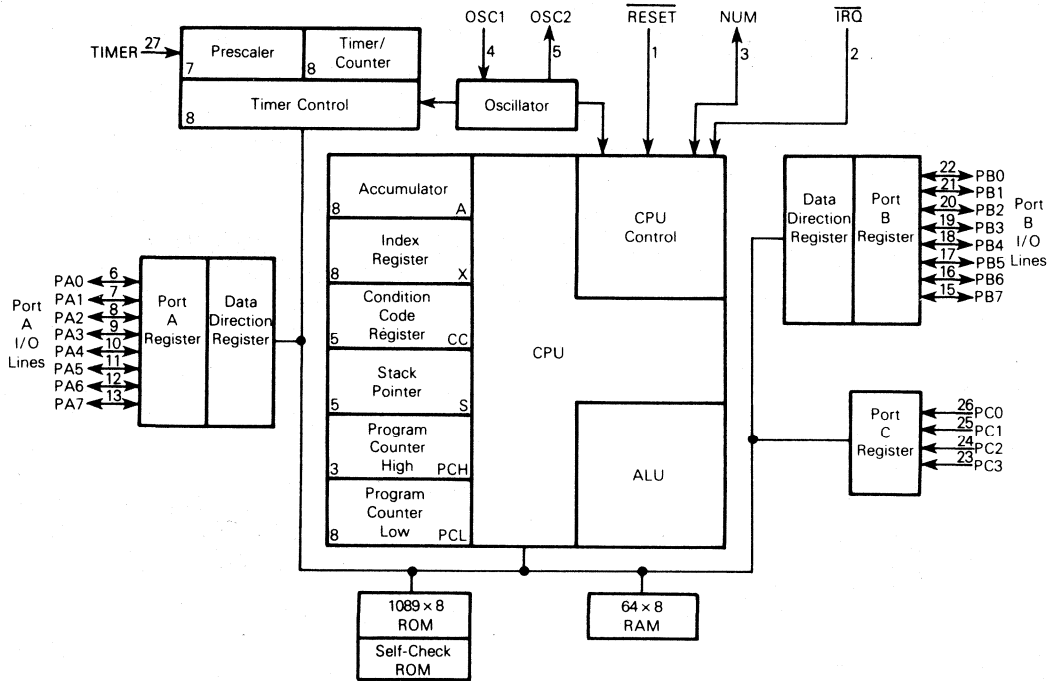 OSC1
OSC2
RESET
NUM
IRQ
TIMER
27
Prescaler
7
Timer/
Counter
8
Timer Control
8
4
5
1
3
2
Oscillator
Accumulator
8
A
Index
Register
8
X
Condition
Code
Régister
5
CC
Stack
Pointer
5
S
Program
Counter
High
3
PCH
Program
Counter
Low
8
PCL
CPU
CPU
Control
ALU
Port
A
I/O
Lines
PA0
6
PA1
7
PA2
8
PA3
9
PA4
10
PA5
11
PA6
12
PA7
13
Port
A
Register
Data
Direction
Register
Data
Direction
Register
Port
B
Register
22
PB0
21
PB1
20
PB2
19
PB3
18
PB4
17
PB5
16
PB6
15
PB7
Port
B
I/O
Lines
Port
C
Register
26
PC0
25
PC1
24
PC2
23
PC3
1089 × 8
ROM
Self-Check
ROM
64 × 8
RAM